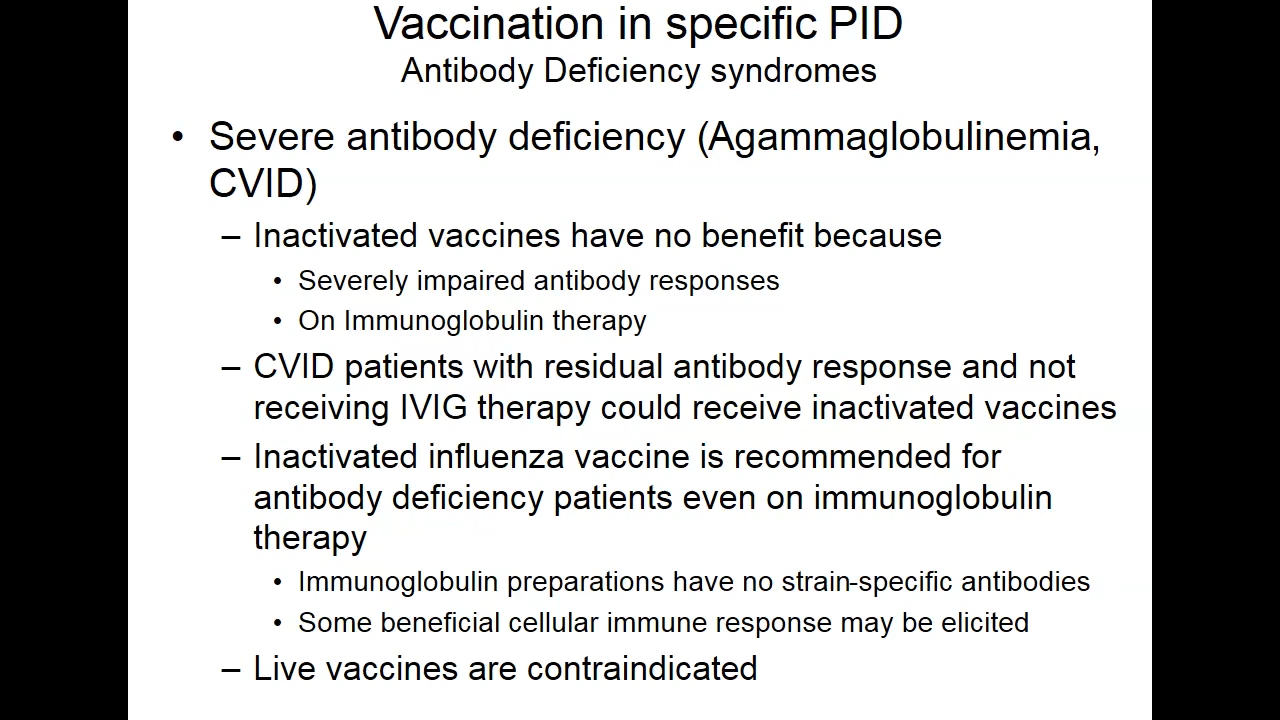 Vaccination in specific PID
Antibody Deficiency syndromes
• Severe antibody deficiency (Agammaglobulinemia,
CVID)
– Inactivated vaccines have no benefit because
• Severely impaired antibody responses
• On Immunoglobulin therapy
– CVID patients with residual antibody response and not
receiving IVIG therapy could receive inactivated vaccines
– Inactivated influenza vaccine is recommended for
antibody deficiency patients even on immunoglobulin
therapy
• Immunoglobulin preparations have no strain-specific antibodies
• Some beneficial cellular immune response may be elicited
– Live vaccines are contraindicated